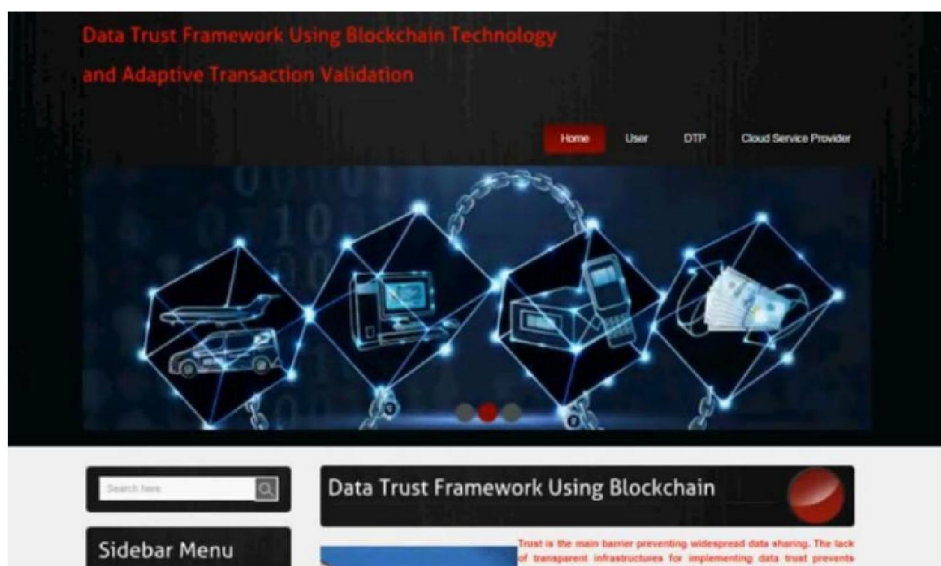 Data Trust Framework Using Blockchain Technology
and Adaptive Transaction Validation
Home User DTP Cloud Service Provider
Search here
Data Trust Framework Using Blockchain
Sidebar Menu
Trust is the main barrier preventing widespread data sharing. The lack
of transparent infrastructures for implementing data trust prevents